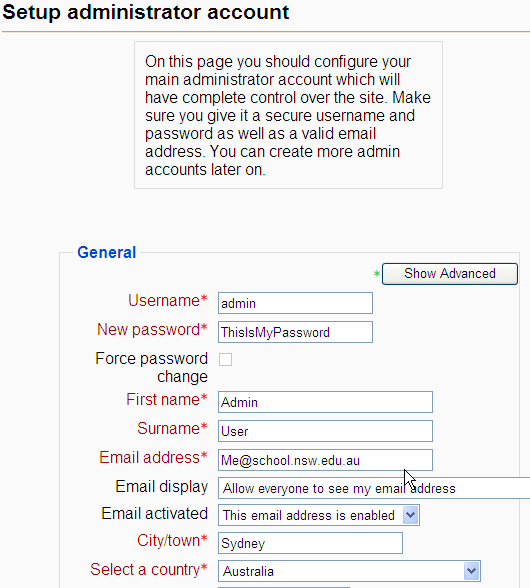 Setup administrator account
On this page you should configure your
main administrator account which will
have complete control over the site. Make
sure you give it a secure username and
password as well as a valid email
address. You can create more admin
accounts later on.
General
* Show Advanced
Username* admin
New password* ThisIsMyPassword
Force password
change
First name* Admin
Surname* User
Email address* Me@school.nsw.edu.au
Email display Allow everyone to see my email address
Email activated This email address is enabled
City/town* Sydney
Select a country* Australia